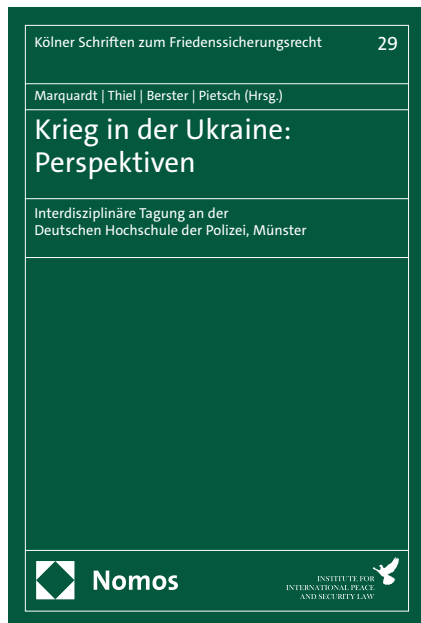 Kölner Schriften zum Friedenssicherungsrecht 29
Marquardt | Thiel | Berster | Pietsch (Hrsg.)
Krieg in der Ukraine:
Perspektiven
Interdisziplinäre Tagung an der
Deutschen Hochschule der Polizei, Münster
Nomos
INSTITUTE FOR
INTERNATIONAL PEACE
AND SECURITY LAW